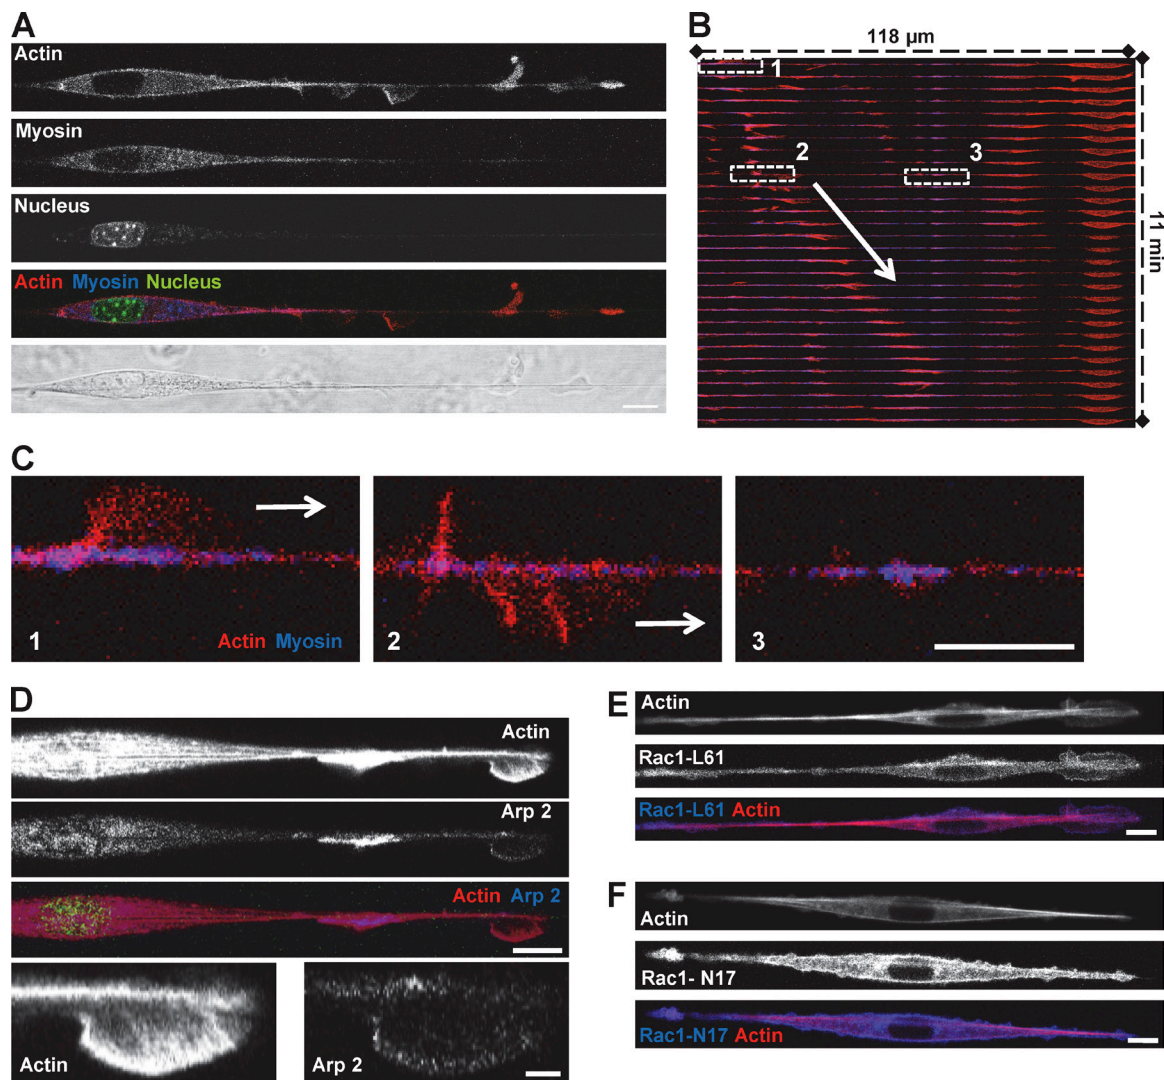 A
Actin
Myosin
Nucleus
Actin Myosin Nucleus
B
118 μm
1
2
3
11 min
C
1
Actin Myosin
2
3
D
Actin
Arp 2
Actin Arp 2
Actin
Arp 2
E
Actin
Rac1-L61
Rac1-L61 Actin
F
Actin
Rac1- N17
Rac1-N17 Actin